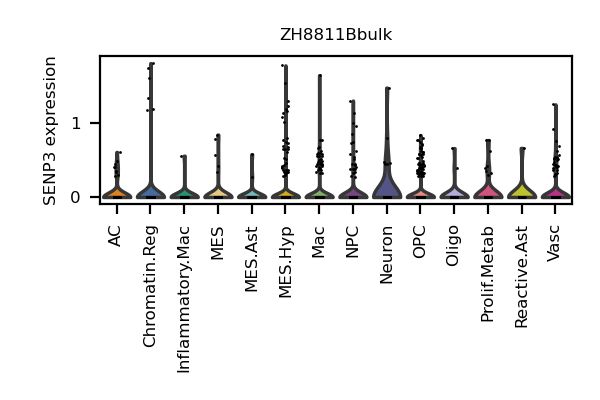 ZH8811Bbulk
SENP3 expression
1
0
AC
Chromatin.Reg
Inflammatory.Mac
MES
MES.Ast
MES.Hyp
Mac
NPC
Neuron
OPC
Oligo
Prolif.Metab
Reactive.Ast
Vasc